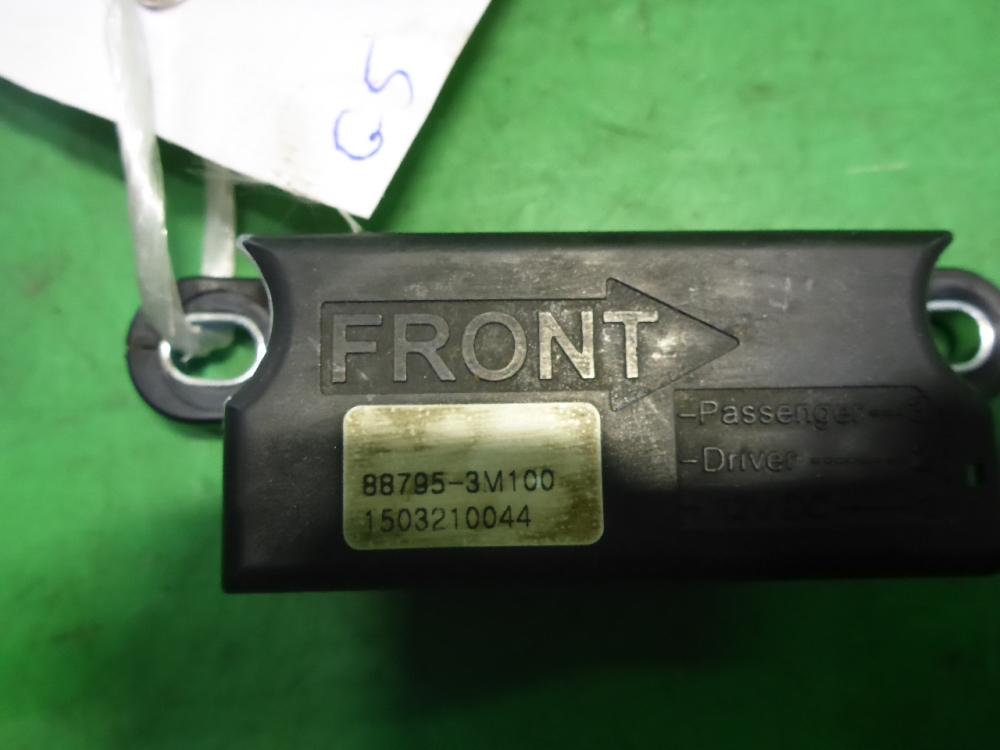 G5
FRONT
-Passenger
-Driver
88795-3M100
1503210044